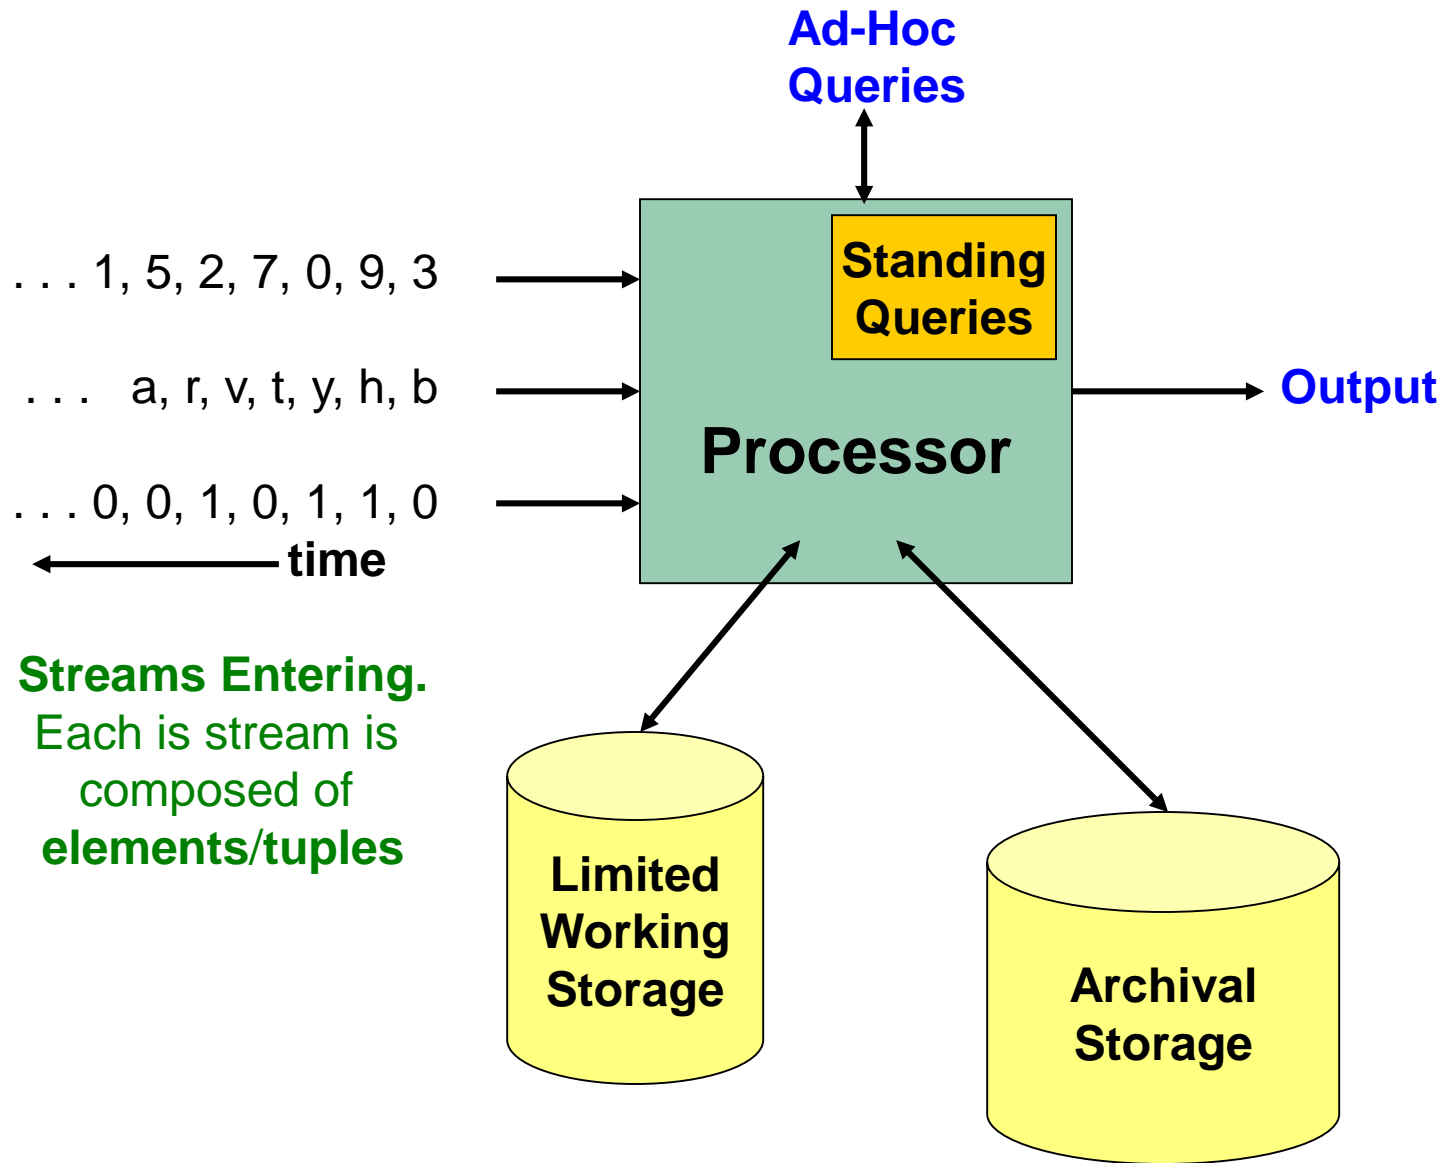 Ad-Hoc
Queries
Standing
Queries
. . . 1, 5, 2, 7, 0, 9, 3
. . . a, r, v, t, y, h, b
. . . 0, 0, 1, 0, 1, 1, 0
time
Processor
Output
Streams Entering.
Each is stream is
composed of
elements/tuples
Limited
Working
Storage
Archival
Storage